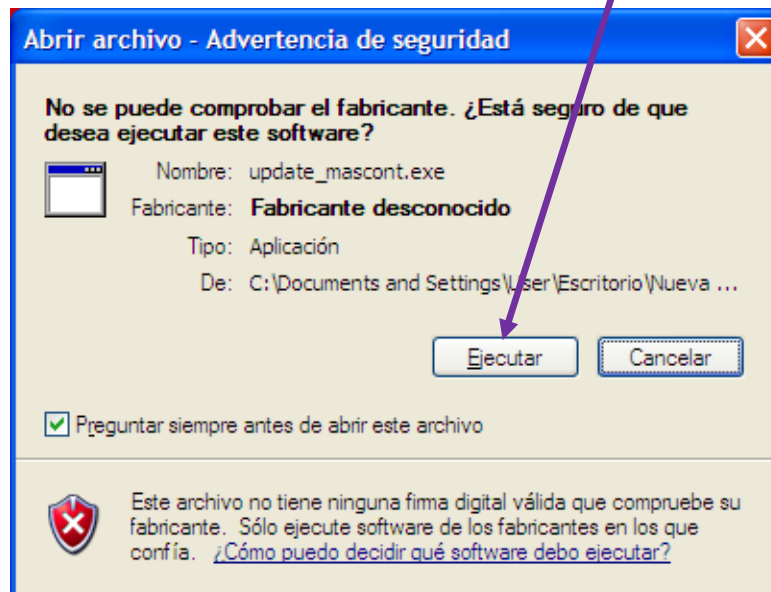 Abrir archivo - Advertencia de seguridad
No se puede comprobar el fabricante. ¿Está seguro de que
desea ejecutar este software?
Nombre: update_mascont.exe
Fabricante: Fabricante desconocido
Tipo: Aplicación
De: C:\Documents and Settings\User\Escritorio\Nueva ...
Ejecutar Cancelar
Preguntar siempre antes de abrir este archivo
Este archivo no tiene ninguna firma digital válida que compruebe su
fabricante. Sólo ejecute software de los fabricantes en los que
confía. ¿Cómo puedo decidir qué software debo ejecutar?